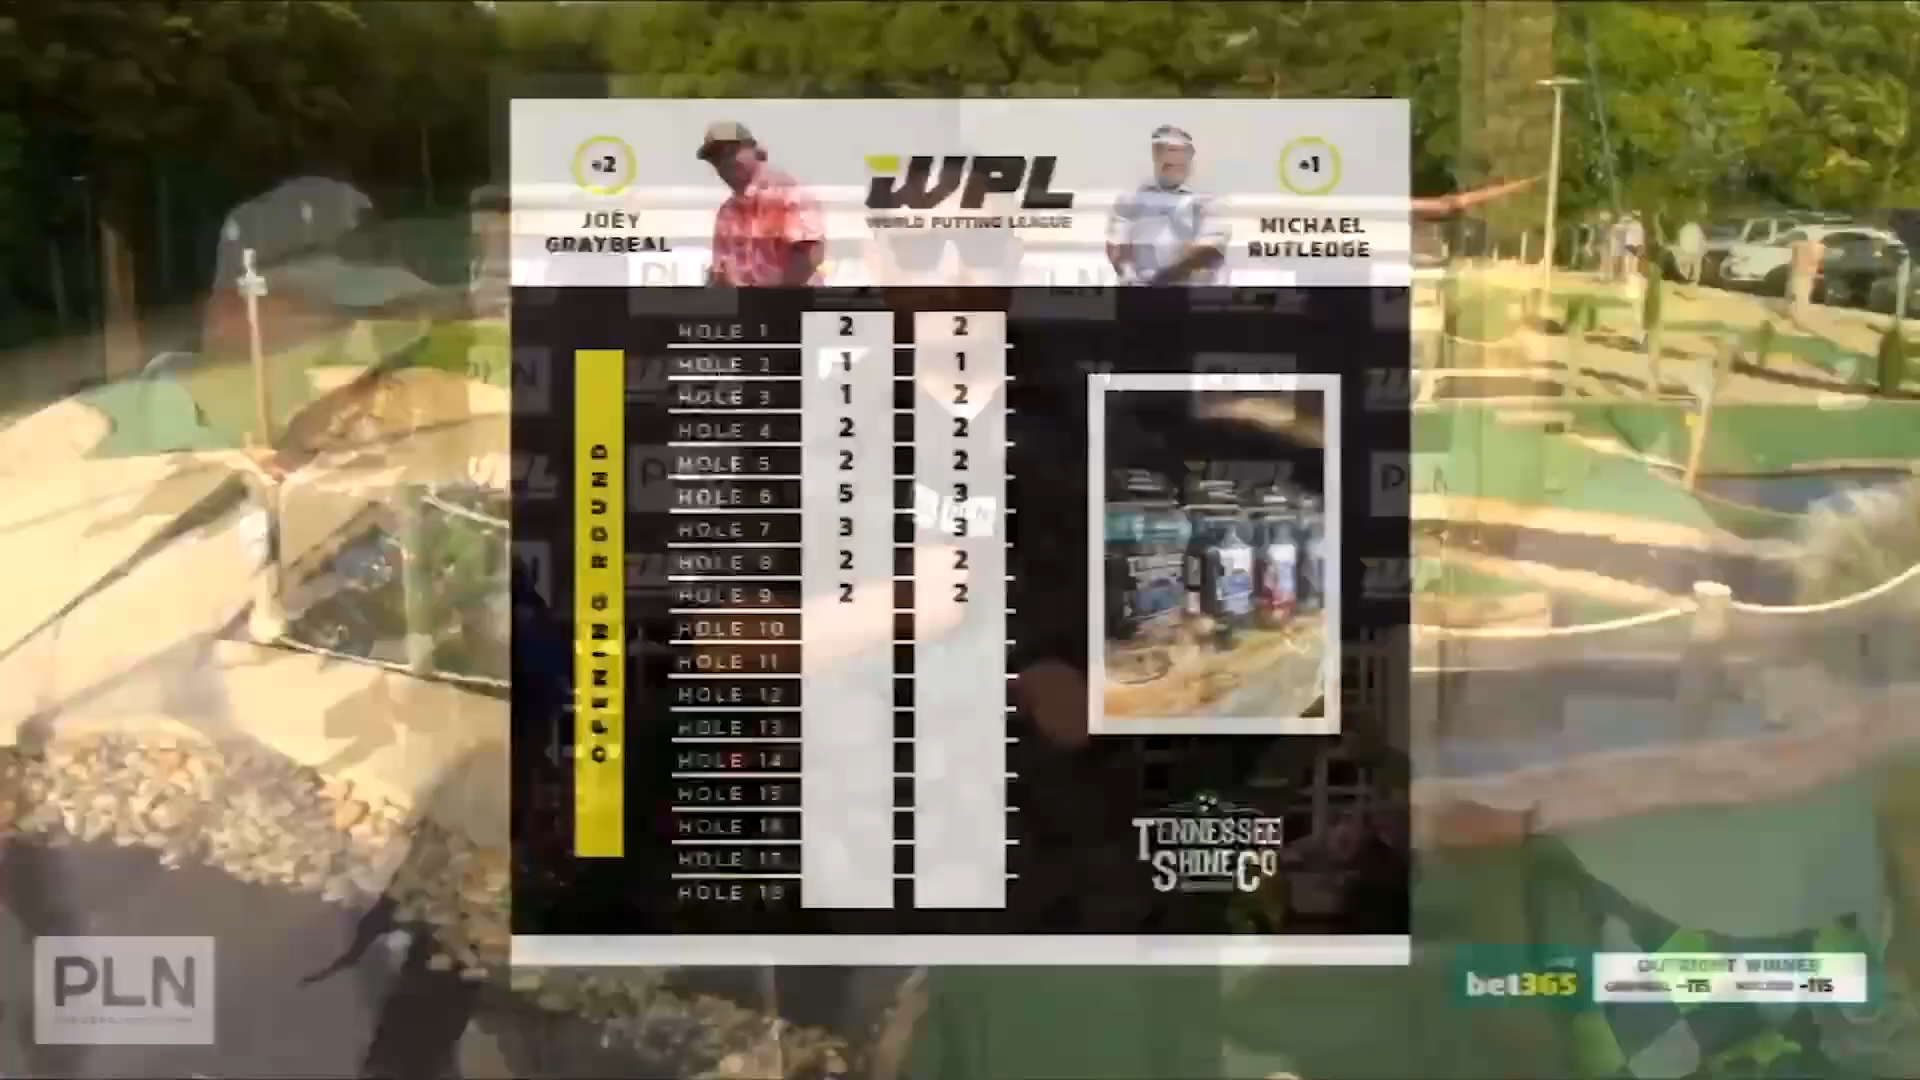 +2
JOEY
GRAYBEAL
WPL
WORLD PUTTING LEAGUE
+1
MICHAEL
RUTLEDGE
OPENING ROUND
HOLE 1 2 2
HOLE 2 1 1
HOLE 3 1 2
HOLE 4 2 2
HOLE 5 2 2
HOLE 6 5 3
HOLE 7 3 3
HOLE 8 2 2
HOLE 9 2 2
HOLE 10
HOLE 11
HOLE 12
HOLE 13
HOLE 14
HOLE 15
HOLE 16
HOLE 17
HOLE 18
TENNESSEE
SHINE CO
PLN
bet365
OUTRIGHT WINNER
-115 -115